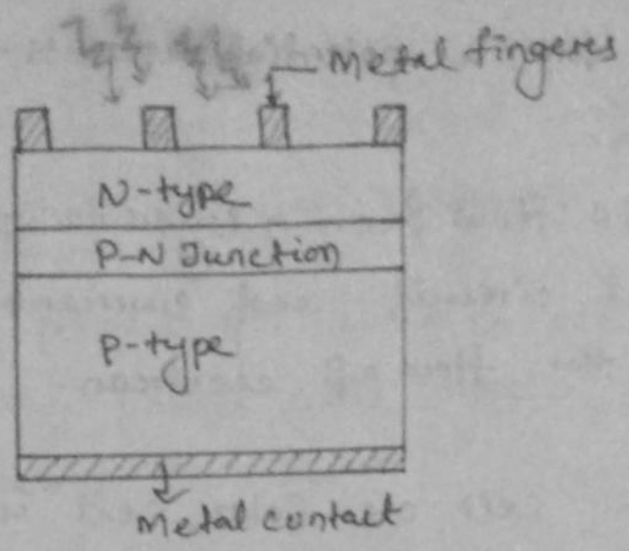 Metal fingeres
N-type
P-N Junction
P-type
Metal contact